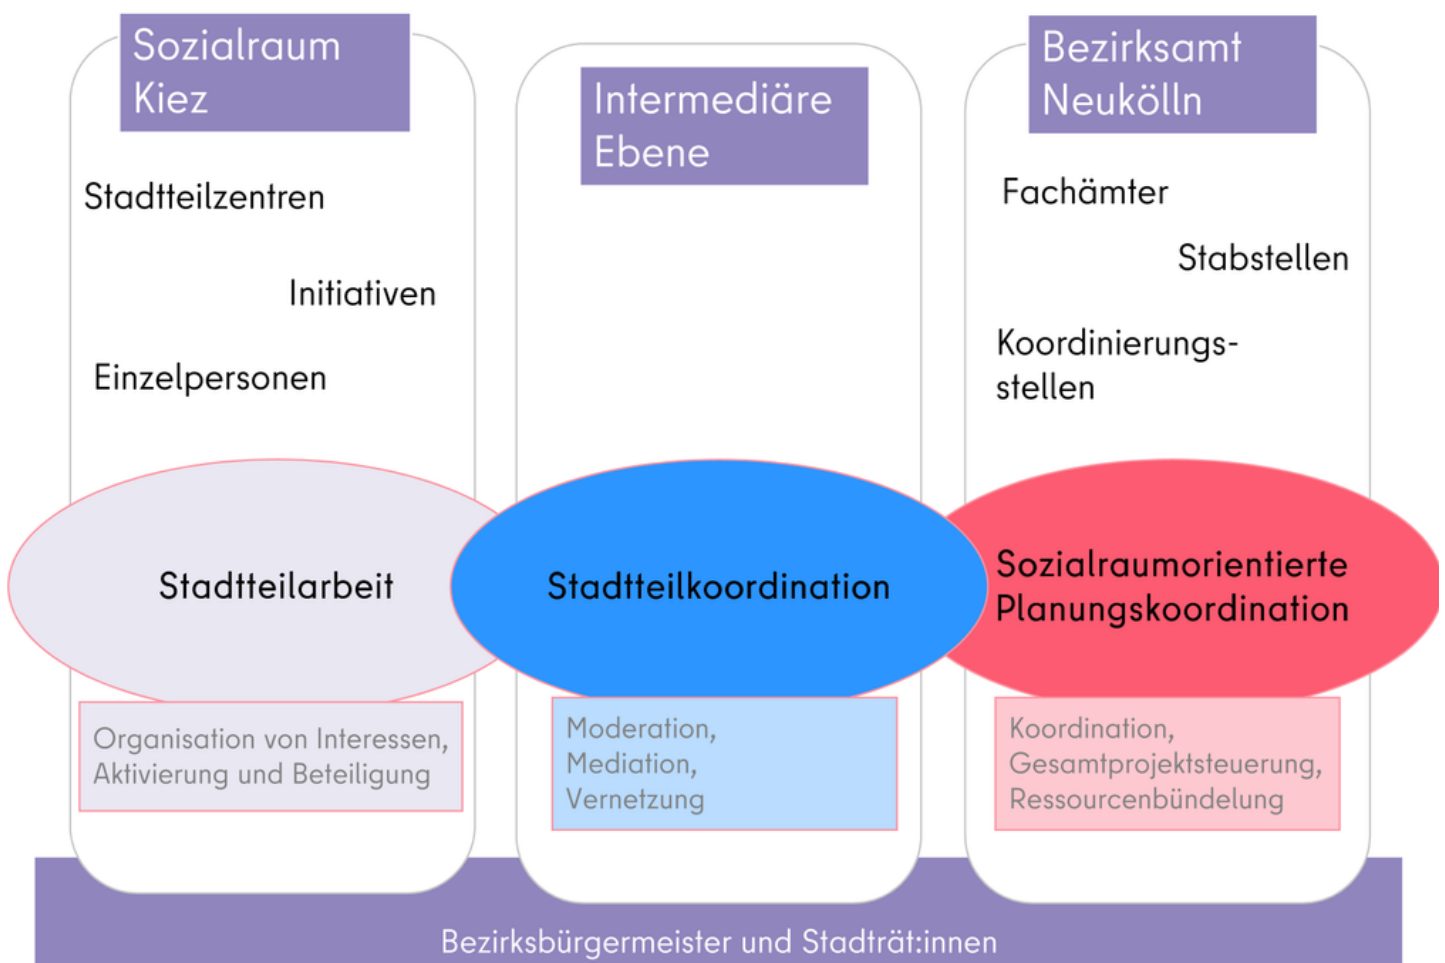 Sozialraum
Kiez
Stadtteilzentren
Initiativen
Einzelpersonen
Stadtteilarbeit
Organisation von Interessen,
Aktivierung und Beteiligung
Intermediäre
Ebene
Stadtteilkoordination
Moderation,
Mediation,
Vernetzung
Bezirksamt
Neukölln
Fachämter
Stabstellen
Koordinierungs-
stellen
Sozialraumorientierte
Planungskoordination
Koordination,
Gesamtprojektsteuerung,
Ressourcenbündelung
Bezirksbürgermeister und Stadträt:innen